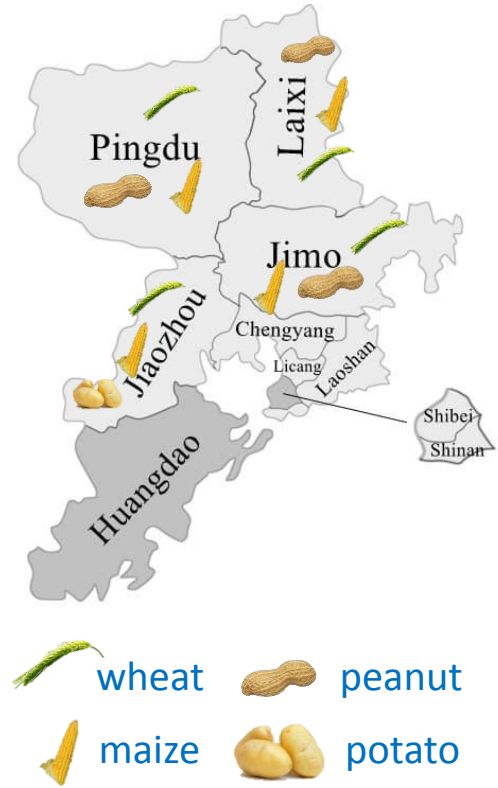 Laixi
Pingdu
Jimo
Jiaozhou
Chengyang
Licang
Laoshan
Shibei
Shinan
Huangdao
wheat peanut
maize potato